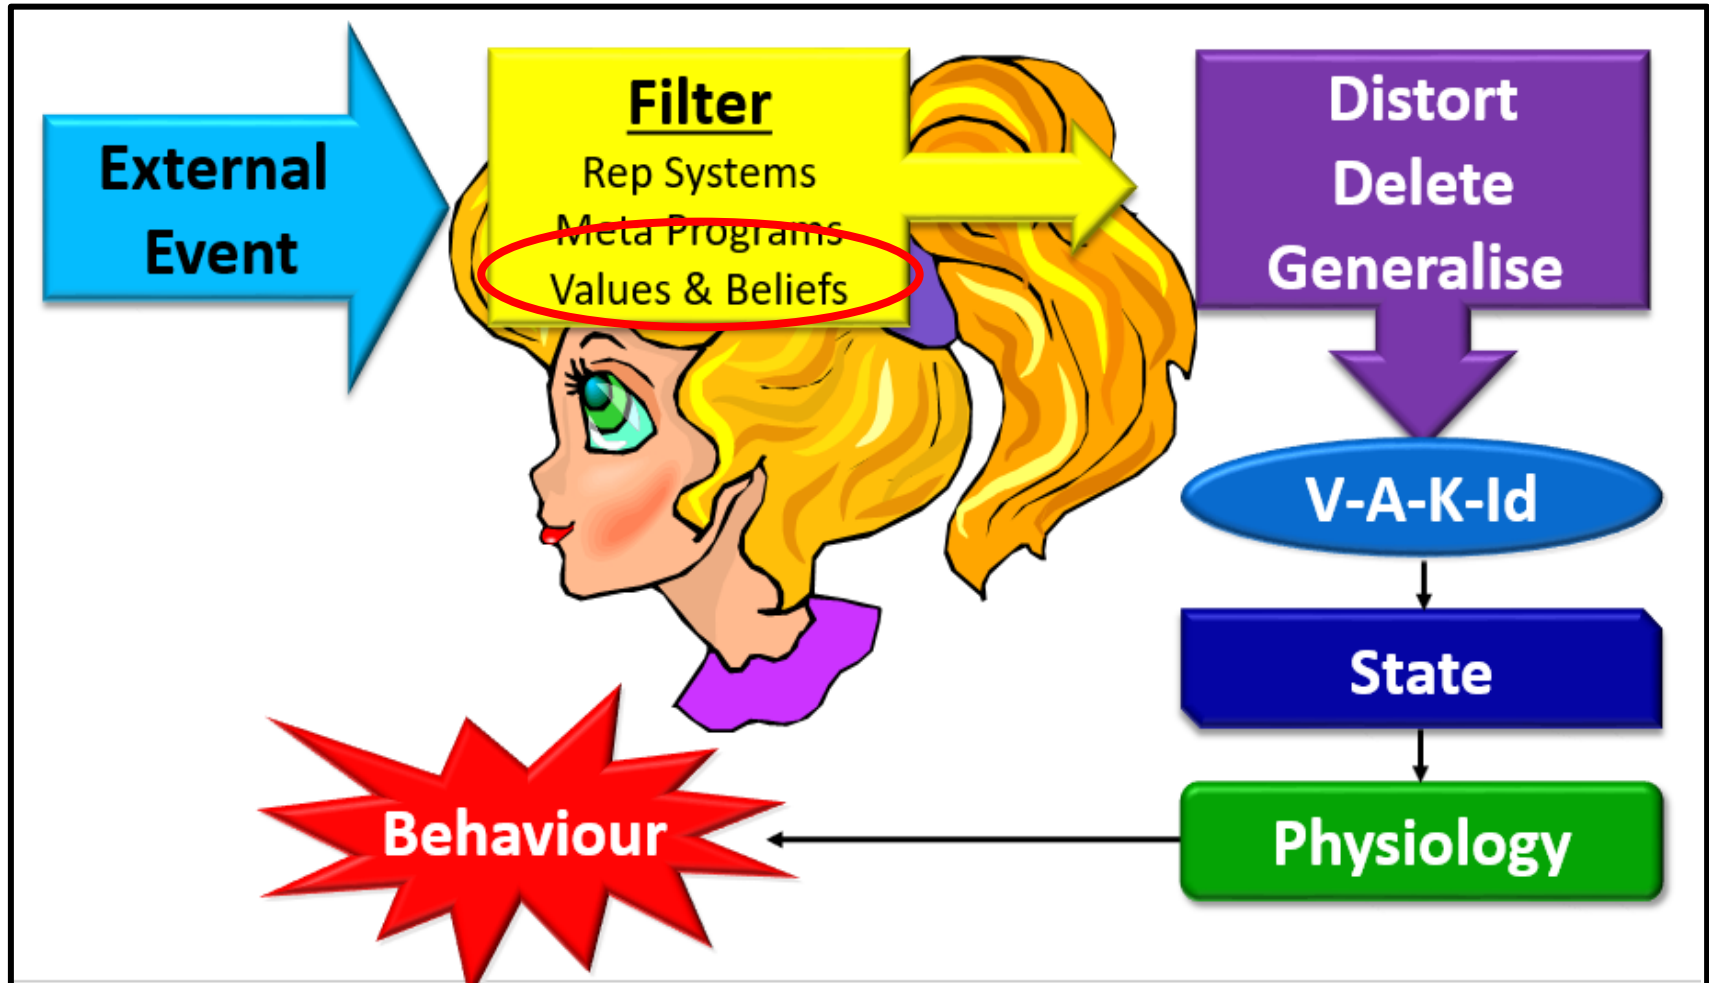 External
Event
Filter
Rep Systems
Meta Programs
Values & Beliefs
Distort
Delete
Generalise
V-A-K-Id
State
Physiology
Behaviour